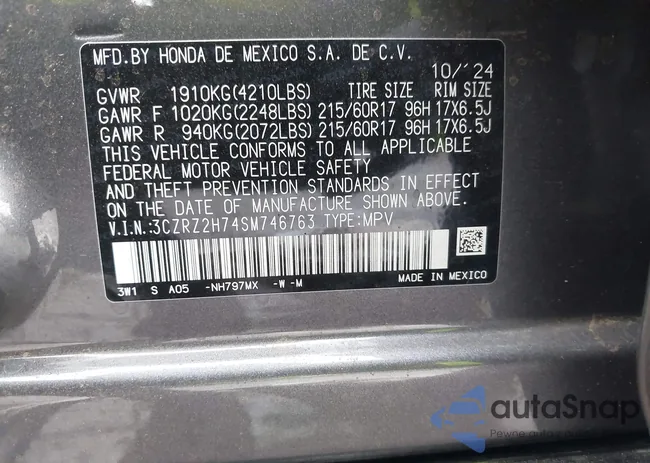 MFD.BY HONDA DE MEXICO S.A. DE C.V.
10/'24
GVWR 1910KG(4210LBS) TIRE SIZE RIM SIZE
GAWR F 1020KG(2248LBS) 215/60R17 96H 17X6.5J
GAWR R 940KG(2072LBS) 215/60R17 96H 17X6.5J
THIS VEHICLE CONFORMS TO ALL APPLICABLE
FEDERAL MOTOR VEHICLE SAFETY
AND THEFT PREVENTION STANDARDS IN EFFECT
ON THE DATE OF MANUFACTURE SHOWN ABOVE.
V.I.N.:3CZRZ2H74SM746763 TYPE:MPV
3W1 S A05 -NH797MX -W -M MADE IN MEXICO
autoSnap
Pewne auto z